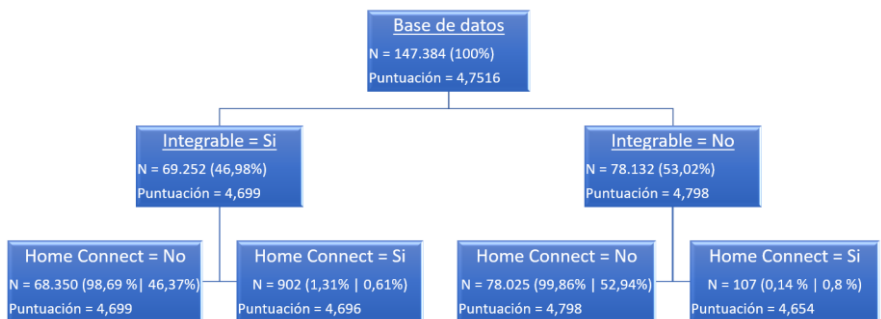 Base de datos
N = 147.384 (100%)
Puntuación = 4,7516
Integrable = Si
N = 69.252 (46,98%)
Puntuación = 4,699
Integrable = No
N = 78.132 (53,02%)
Puntuación = 4,798
Home Connect = No
N = 68.350 (98,69 %| 46,37%)
Puntuación = 4,699
Home Connect = Si
N = 902 (1,31% | 0,61%)
Puntuación = 4,696
Home Connect = No
N = 78.025 (99,86% | 52,94%)
Puntuación = 4,798
Home Connect = Si
N = 107 (0,14 % | 0,8 %)
Puntuación = 4,654